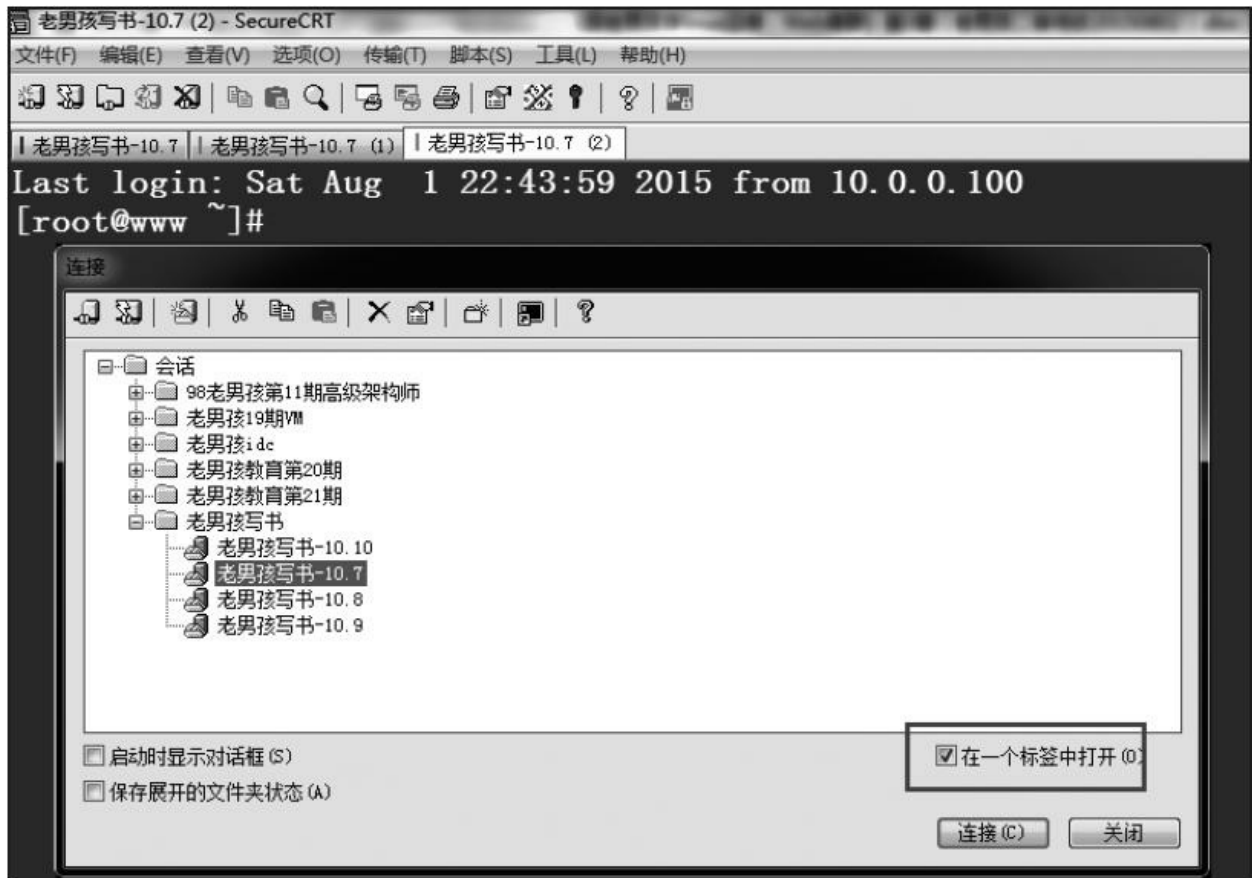 老男孩写书-10.7 (2) - SecureCRT
文件(F) 编辑(E) 查看(V) 选项(O) 传输(T) 脚本(S) 工具(L) 帮助(H)
老男孩写书-10.7 老男孩写书-10.7 (1) 老男孩写书-10.7 (2)
Last login: Sat Aug  1 22:43:59 2015 from 10.0.0.100
[root@www ~]#
连接
会话
98老男孩第11期高级架构师
老男孩19期VM
老男孩idc
老男孩教育第20期
老男孩教育第21期
老男孩写书
老男孩写书-10.10
老男孩写书-10.7
老男孩写书-10.8
老男孩写书-10.9
启动时显示对话框(S) 在一个标签中打开(O)
保存展开的文件夹状态(A)
连接(C) 关闭